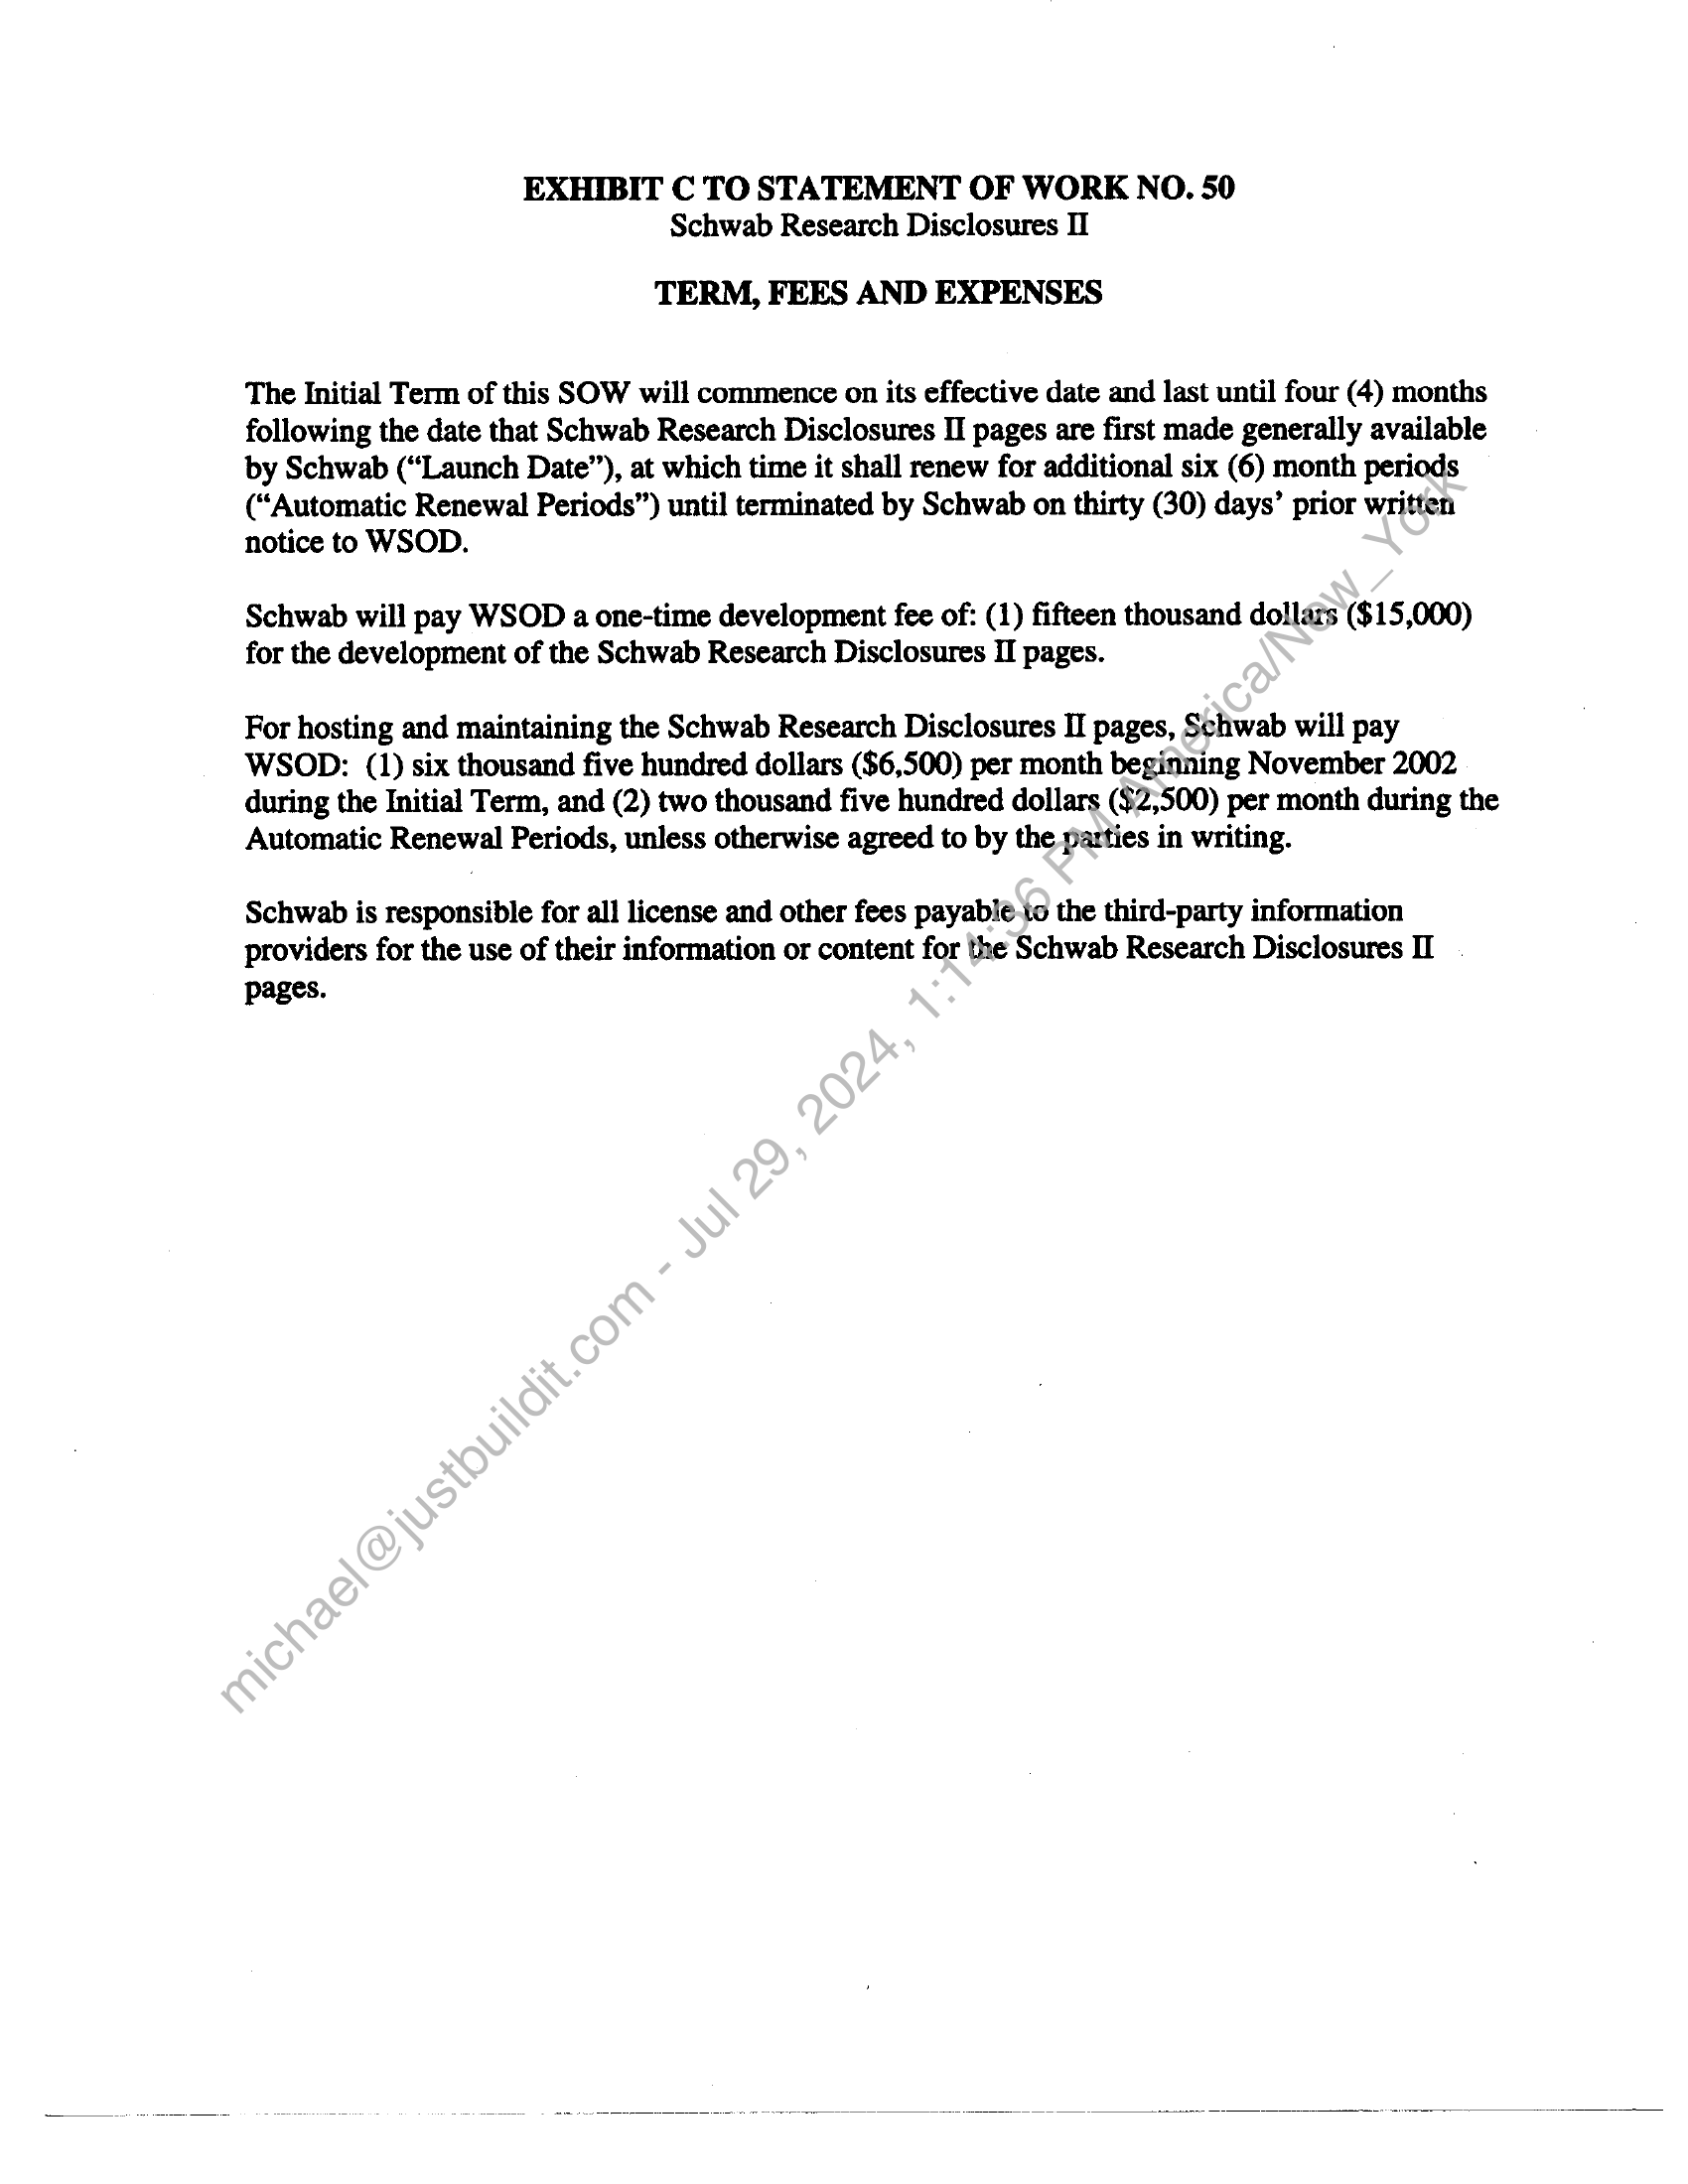 EXHIBIT C TO STATEMENT OF WORK NO. 50
Schwab Research Disclosures II
TERM, FEES AND EXPENSES
The Initial Term of this SOW will commence on its effective date and last until four (4) months
following the date that Schwab Research Disclosures II pages are first made generally available
by Schwab (“Launch Date”), at which time it shall renew for additional six (6) month periods
(“Automatic Renewal Periods”) until terminated by Schwab on thirty (30) days’ prior written
notice to WSOD.
Schwab will pay WSOD a one-time development fee of: (1) fifteen thousand dollars ($15,000)
for the development of the Schwab Research Disclosures II pages.
For hosting and maintaining the Schwab Research Disclosures II pages, Schwab will pay
WSOD: (1) six thousand five hundred dollars ($6,500) per month beginning November 2002
during the Initial Term, and (2) two thousand five hundred dollars ($2,500) per month during the
Automatic Renewal Periods, unless otherwise agreed to by the parties in writing.
Schwab is responsible for all license and other fees payable to the third-party information
providers for the use of their information or content for the Schwab Research Disclosures II
pages.
michael@justbuildit.com - Jul 29, 2024, 1:14:36 PM America/New_York